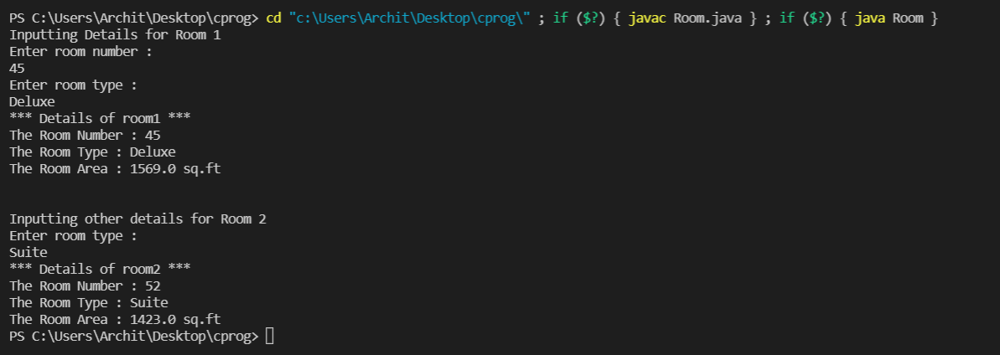 PS C:\Users\Archit\Desktop\cprog> cd "c:\Users\Archit\Desktop\cprog\" ; if ($?) { javac Room.java } ; if ($?) { java Room }
Inputting Details for Room 1
Enter room number :
45
Enter room type :
Deluxe
*** Details of room1 ***
The Room Number : 45
The Room Type : Deluxe
The Room Area : 1569.0 sq.ft
Inputting other details for Room 2
Enter room type :
Suite
*** Details of room2 ***
The Room Number : 52
The Room Type : Suite
The Room Area : 1423.0 sq.ft
PS C:\Users\Archit\Desktop\cprog>